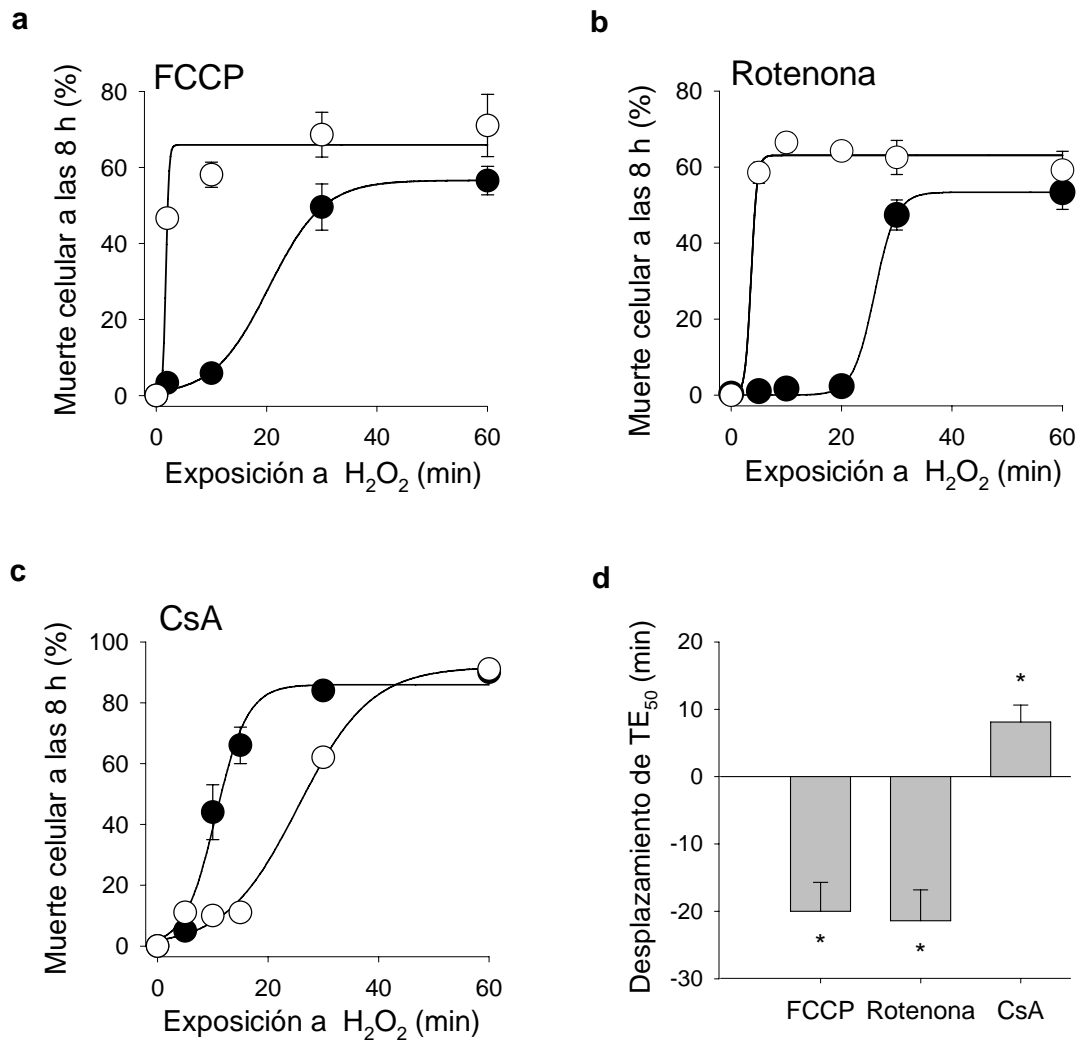 a
FCCP
Muerte celular a las 8 h (%)
80
60
40
20
0
0 20 40 60
Exposición a H₂O₂ (min)
b
Rotenona
Muerte celular a las 8 h (%)
80
60
40
20
0
0 20 40 60
Exposición a H₂O₂ (min)
c
CsA
Muerte celular a las 8 h (%)
100
80
60
40
20
0
0 20 40 60
Exposición a H₂O₂ (min)
d
Desplazamiento de TE₅₀ (min)
20
10
0
-10
-20
-30
*
*
*
FCCP Rotenona CsA